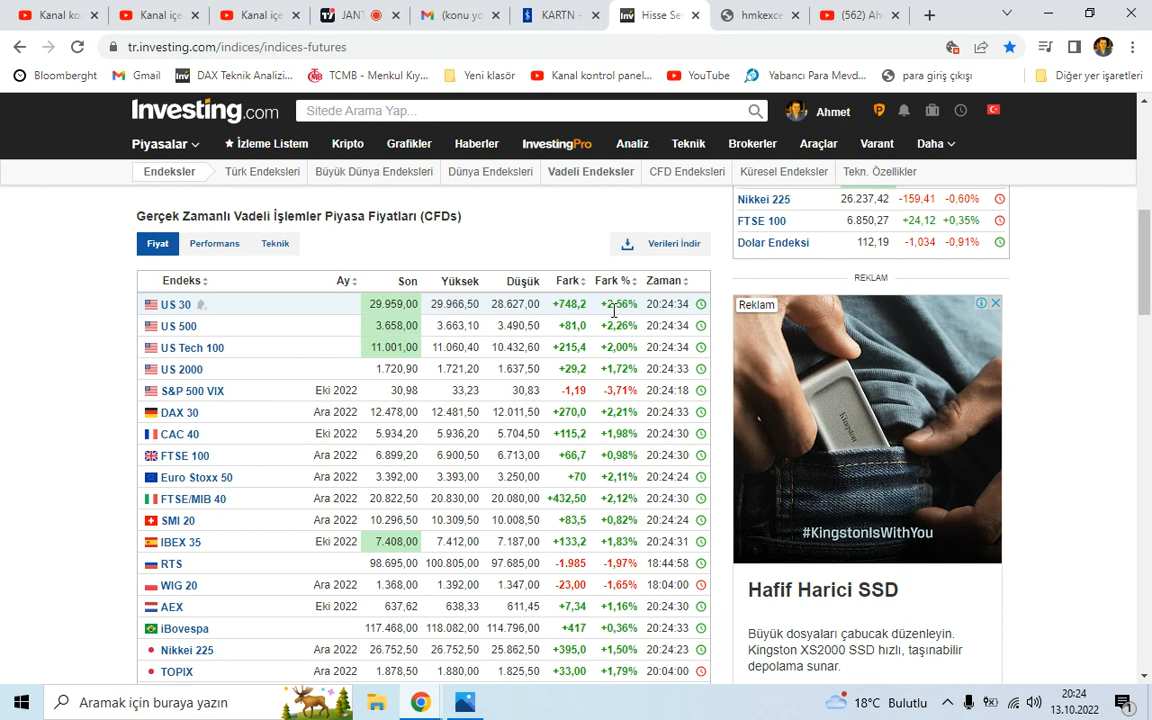 Kanal ko
Kanal içe
Kanal içe
JANT
(konu yo
KARTN -
Hisse Se
hmkexce
(562) Ah
tr.investing.com/indices/indices-futures
Bloomberght
Gmail
DAX Teknik Analizi...
TCMB - Menkul Kıy...
Yeni klasör
Kanal kontrol panel...
YouTube
Yabancı Para Mevd...
para giriş çıkışı
Diğer yer işaretleri
Investing.com
Sitede Arama Yap...
Ahmet
Piyasalar
İzleme Listem
Kripto
Grafikler
Haberler
InvestingPro
Analiz
Teknik
Brokerler
Araçlar
Varant
Daha
Endeksler
Türk Endeksleri
Büyük Dünya Endeksleri
Dünya Endeksleri
Vadeli Endeksler
CFD Endeksleri
Küresel Endeksler
Tekn. Özellikler
Gerçek Zamanlı Vadeli İşlemler Piyasa Fiyatları (CFDs)
Fiyat
Performans
Teknik
Verileri İndir
Endeks Ay Son Yüksek Düşük Fark Fark % Zaman
US 30 29.959,00 29.966,50 28.627,00 +748,2 +2,56% 20:24:34
US 500 3.658,00 3.663,10 3.490,50 +81,0 +2,26% 20:24:34
US Tech 100 11.001,00 11.060,40 10.432,60 +215,4 +2,00% 20:24:34
US 2000 1.720,90 1.721,20 1.637,50 +29,2 +1,72% 20:24:33
S&P 500 VIX Eki 2022 30,98 33,23 30,83 -1,19 -3,71% 20:24:18
DAX 30 Ara 2022 12.478,00 12.481,50 12.011,50 +270,0 +2,21% 20:24:33
CAC 40 Eki 2022 5.934,20 5.936,20 5.704,50 +115,2 +1,98% 20:24:30
FTSE 100 Ara 2022 6.899,20 6.900,50 6.713,00 +66,7 +0,98% 20:24:30
Euro Stoxx 50 Ara 2022 3.392,00 3.393,00 3.250,00 +70 +2,11% 20:24:24
FTSE/MIB 40 Ara 2022 20.822,50 20.830,00 20.080,00 +432,50 +2,12% 20:24:30
SMI 20 Ara 2022 10.296,50 10.309,50 10.008,50 +83,5 +0,82% 20:24:24
IBEX 35 Eki 2022 7.408,00 7.412,00 7.187,00 +133,2 +1,83% 20:24:31
RTS 98.695,00 100.805,00 97.685,00 -1.985 -1,97% 18:44:58
WIG 20 Ara 2022 1.368,00 1.392,00 1.347,00 -23,00 -1,65% 18:04:00
AEX Eki 2022 637,62 638,33 611,45 +7,34 +1,16% 20:24:30
iBovespa 117.468,00 118.082,00 114.796,00 +417 +0,36% 20:24:33
Nikkei 225 Ara 2022 26.752,50 26.752,50 25.862,50 +395,0 +1,50% 20:24:23
TOPIX Ara 2022 1.878,50 1.880,00 1.825,50 +33,00 +1,79% 20:04:00
Nikkei 225 26.237,42 -159,41 -0,60%
FTSE 100 6.850,27 +24,12 +0,35%
Dolar Endeksi 112,19 -1,034 -0,91%
REKLAM
Reklam
#KingstonIsWithYou
Hafif Harici SSD
Büyük dosyaları çabucak düzenleyin.
Kingston XS2000 SSD hızlı, taşınabilir
depolama sunar.
Aramak için buraya yazın
18°C Bulutlu
20:24
13.10.2022